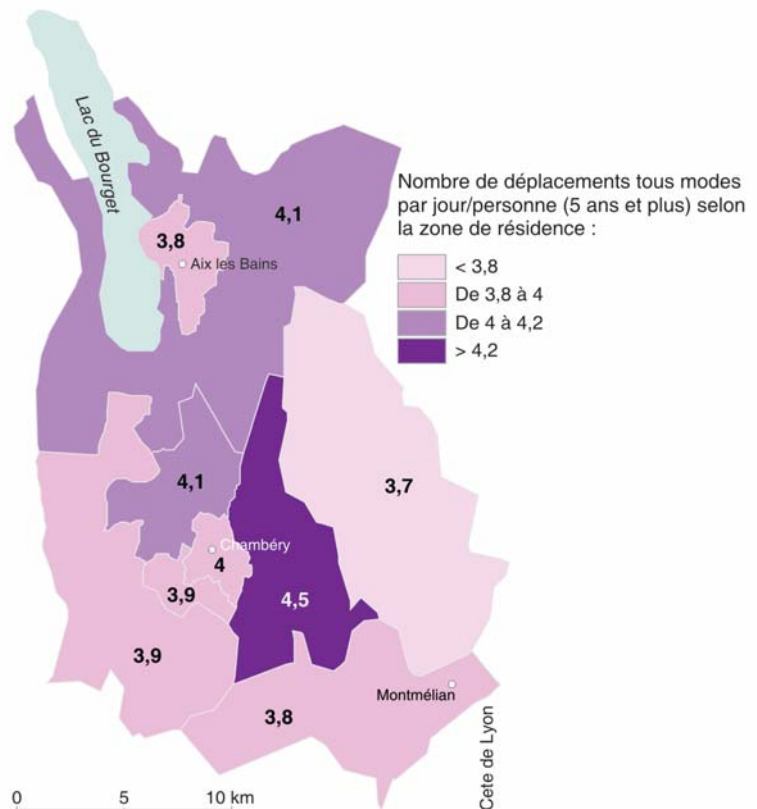 Lac du Bourget
4,1
3,8
Aix les Bains
Nombre de déplacements tous modes
par jour/personne (5 ans et plus) selon
la zone de résidence :
< 3,8
De 3,8 à 4
De 4 à 4,2
> 4,2
4,1
3,7
Chambéry
4
3,9
4,5
3,9
Montmélian
3,8
Cete de Lyon
0 5 10 km